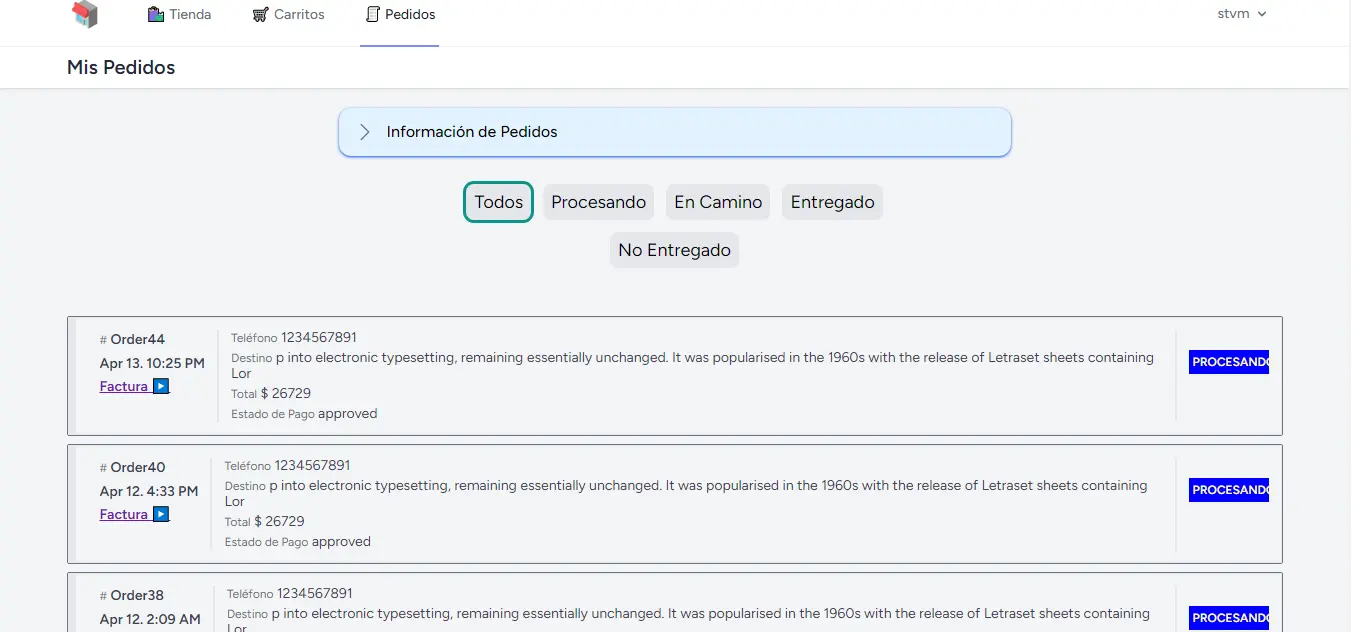 Tienda Carritos Pedidos stvm
Mis Pedidos
Información de Pedidos
Todos Procesando En Camino Entregado
No Entregado
# Order44
Apr 13. 10:25 PM
Factura
Teléfono 1234567891
Destino p into electronic typesetting, remaining essentially unchanged. It was popularised in the 1960s with the release of Letraset sheets containing
Lor
Total $ 26729
Estado de Pago approved
PROCESANDO
# Order40
Apr 12. 4:33 PM
Factura
Teléfono 1234567891
Destino p into electronic typesetting, remaining essentially unchanged. It was popularised in the 1960s with the release of Letraset sheets containing
Lor
Total $ 26729
Estado de Pago approved
PROCESANDO
# Order38
Apr 12. 2:09 AM
Teléfono 1234567891
Destino p into electronic typesetting, remaining essentially unchanged. It was popularised in the 1960s with the release of Letraset sheets containing
Lor
PROCESANDO